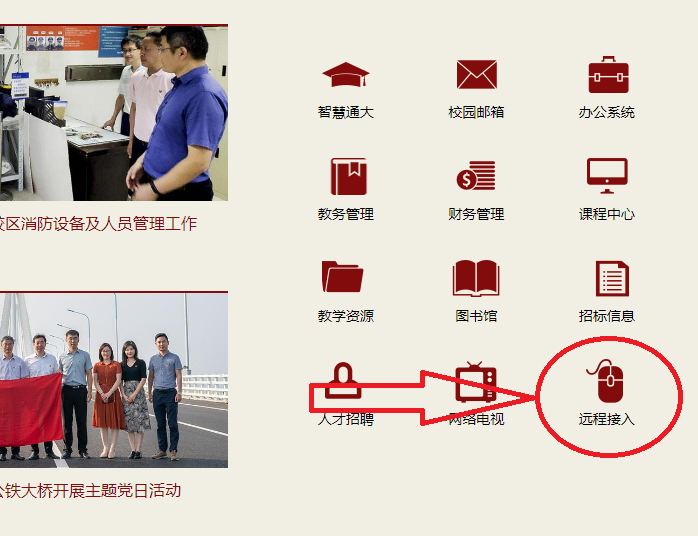 智慧通大
校园邮箱
办公系统
教务管理
财务管理
课程中心
校区消防设备及人员管理工作
教学资源
图书馆
招标信息
人才招聘
网络电视
远程接入
公铁大桥开展主题党日活动